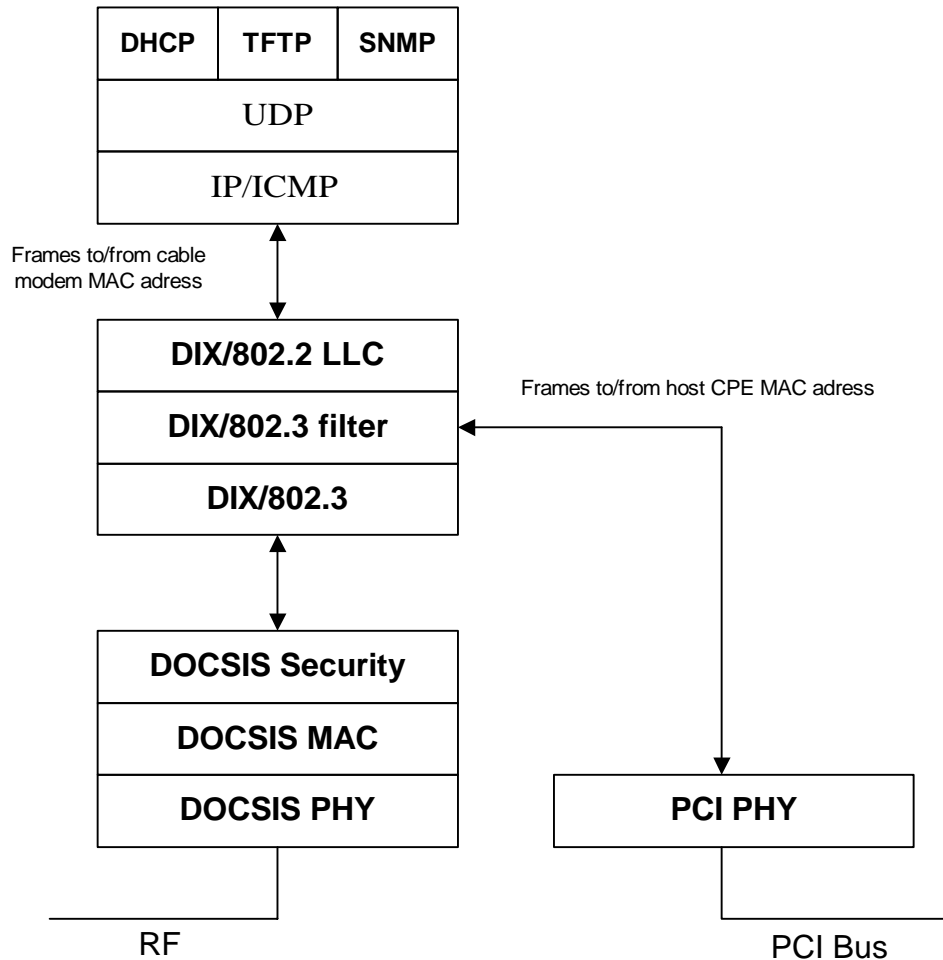 DHCP TFTP SNMP
UDP
IP/ICMP
Frames to/from cable
modem MAC adress
DIX/802.2 LLC
Frames to/from host CPE MAC adress
DIX/802.3 filter
DIX/802.3
DOCSIS Security
DOCSIS MAC
DOCSIS PHY
PCI PHY
RF
PCI Bus